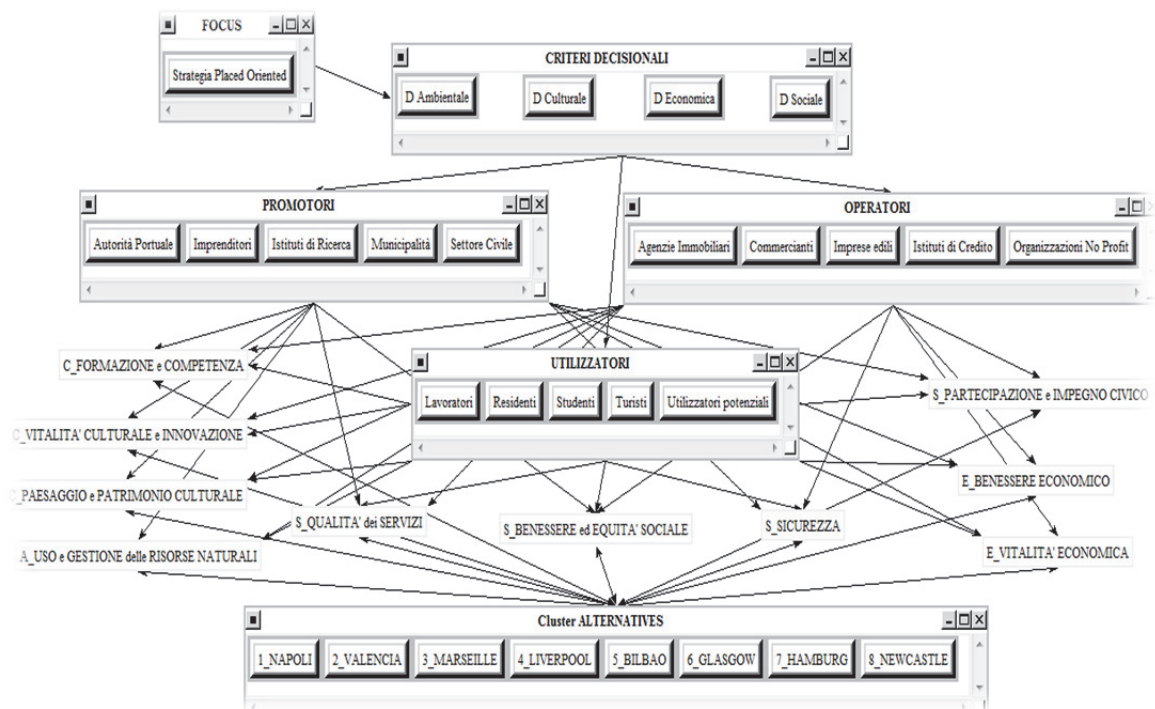 FOCUS
Strategia Placed Oriented
CRITERI DECISIONALI
D Ambientale
D Culturale
D Economica
D Sociale
PROMOTORI
Autorità Portuale
Imprenditori
Istituti di Ricerca
Municipalità
Settore Civile
OPERATORI
Agenzie Immobiliari
Commercianti
Imprese edili
Istituti di Credito
Organizzazioni No Profit
UTILIZZATORI
Lavoratori
Residenti
Studenti
Turisti
Utilizzatori potenziali
C_FORMAZIONE e COMPETENZA
C_VITALITA' CULTURALE e INNOVAZIONE
C_PAESAGGIO e PATRIMONIO CULTURALE
A_USO e GESTIONE delle RISORSE NATURALI
S_QUALITA' dei SERVIZI
S_BENESSERE ed EQUITA' SOCIALE
S_SICUREZZA
S_PARTECIPAZIONE e IMPEGNO CIVICO
E_BENESSERE ECONOMICO
E_VITALITA' ECONOMICA
Cluster ALTERNATIVES
1_NAPOLI
2_VALENCIA
3_MARSEILLE
4_LIVERPOOL
5_BILBAO
6_GLASGOW
7_HAMBURG
8_NEWCASTLE